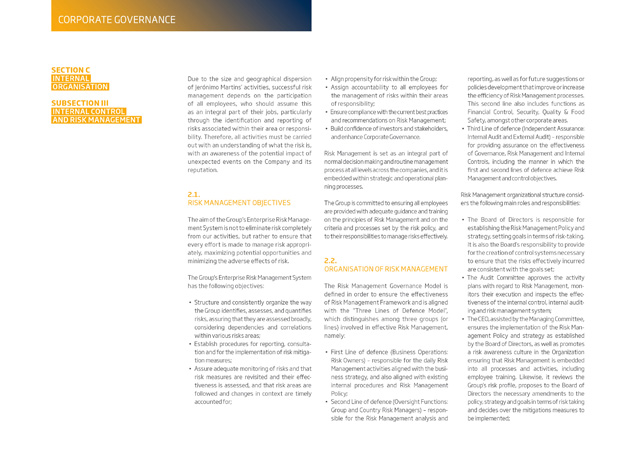 CORPORATE GOVERNANCE
SECTION C
INTERNAL
ORGANISATION
SUBSECTION III
INTERNAL CONTROL
AND RISK MANAGEMENT
Due to the size and geographical dispersion
of Jerónimo Martins' activities, successful risk
management depends on the participation
of all employees, who should assume this
as an integral part of their jobs, particularly
through the identification and reporting of
risks associated within their area or responsi-
bility. Therefore, all activities must be carried
out with an understanding of what the risk is,
with an awareness of the potential impact of
unexpected events on the Company and its
reputation.
2.1.
RISK MANAGEMENT OBJECTIVES
The aim of the Group's Enterprise Risk Manage-
ment System is not to eliminate risk completely
from our activities, but rather to ensure that
every effort is made to manage risk appropri-
ately, maximizing potential opportunities and
minimizing the adverse effects of risk.
The Group's Enterprise Risk Management System
has the following objectives:
• Structure and consistently organize the way
the Group identifies, assesses, and quantifies
risks, assuring that they are assessed broadly,
considering dependencies and correlations
within various risk areas;
• Establish procedures for reporting, consulta-
tion and for the implementation of risk mitiga-
tion measures;
• Assure adequate monitoring of risks and that
risk measures are revisited and their effec-
tiveness is assessed, and that risk areas are
followed and changes in context are timely
accounted for;
• Align propensity for risk within the Group;
• Assign accountability to all employees for
the management of risks within their areas
of responsibility;
• Ensure compliance with the current best practices
and recommendations on Risk Management;
• Build confidence of investors and stakeholders,
and enhance Corporate Governance.
Risk Management is set as an integral part of
normal decision making and routine management
process at all levels across the companies, and it is
embedded within strategic and operational plan-
ning processes.
The Group is committed to ensuring all employees
are provided with adequate guidance and training
on the principles of Risk Management and on the
criteria and processes set by the risk policy, and
to their responsibilities to manage risks effectively.
2.2.
ORGANISATION OF RISK MANAGEMENT
The Risk Management Governance Model is
defined in order to ensure the effectiveness
of Risk Management Framework and is aligned
with the "Three Lines of Defence Model",
which distinguishes among three groups (or
lines) involved in effective Risk Management,
namely:
• First Line of defence (Business Operations:
Risk Owners) – responsible for the daily Risk
Management activities aligned with the busi-
ness strategy, and also aligned with existing
internal procedures and Risk Management
Policy;
• Second Line of defence (Oversight Functions:
Group and Country Risk Managers) – respon-
sible for the Risk Management analysis and
reporting, as well as for future suggestions or
policies development that improve or increase
the efficiency of Risk Management processes.
This second line also includes functions as
Financial Control, Security, Quality & Food
Safety, amongst other corporate areas.
• Third Line of defence (Independent Assurance:
Internal Audit and External Audit) – responsible
for providing assurance on the effectiveness
of Governance, Risk Management and Internal
Controls, including the manner in which the
first and second lines of defence achieve Risk
Management and control objectives.
Risk Management organizational structure consid-
ers the following main roles and responsibilities:
• The Board of Directors is responsible for
establishing the Risk Management Policy and
strategy, setting goals in terms of risk-taking.
It is also the Board's responsibility to provide
for the creation of control systems necessary
to ensure that the risks effectively incurred
are consistent with the goals set;
• The Audit Committee approves the activity
plans with regard to Risk Management, mon-
itors their execution and inspects the effec-
tiveness of the internal control, internal audit-
ing and risk management system;
• The CEO, assisted by the Managing Committee,
ensures the implementation of the Risk Man-
agement Policy and strategy as established
by the Board of Directors, as well as promotes
a risk awareness culture in the Organization
ensuring that Risk Management is embedded
into all processes and activities, including
employee training. Likewise, it reviews the
Group's risk profile, proposes to the Board of
Directors the necessary amendments to the
policy, strategy and goals in terms of risk taking
and decides over the mitigations measures to
be implemented;